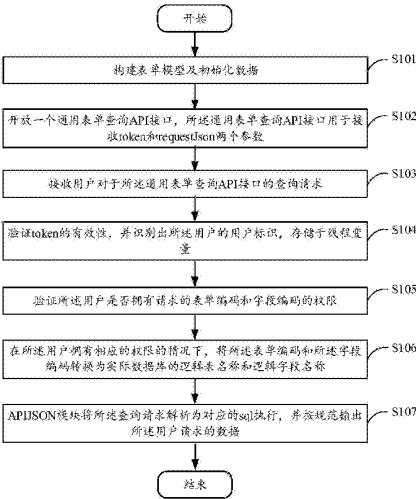 开始
S101
构建表单模型及初始化数据
S102
开放一个通用表单查询API接口，所述通用表单查询API接口用于接
收token和requestJson两个参数
S103
接收用户对于所述通用表单查询API接口的查询请求
S104
验证token的有效性，并识别出所述用户的用户标识，存储于线程变
量
S105
验证所述用户是否拥有请求的表单编码和字段编码的权限
S106
在所述用户拥有相应的权限的情况下，将所述表单编码和所述字段
编码转换为实际数据库的逻辑表名称和逻辑字段名称
S107
APIJSON模块将所述查询请求解析为对应的sql执行，并按规范输出
所述用户请求的数据
结束